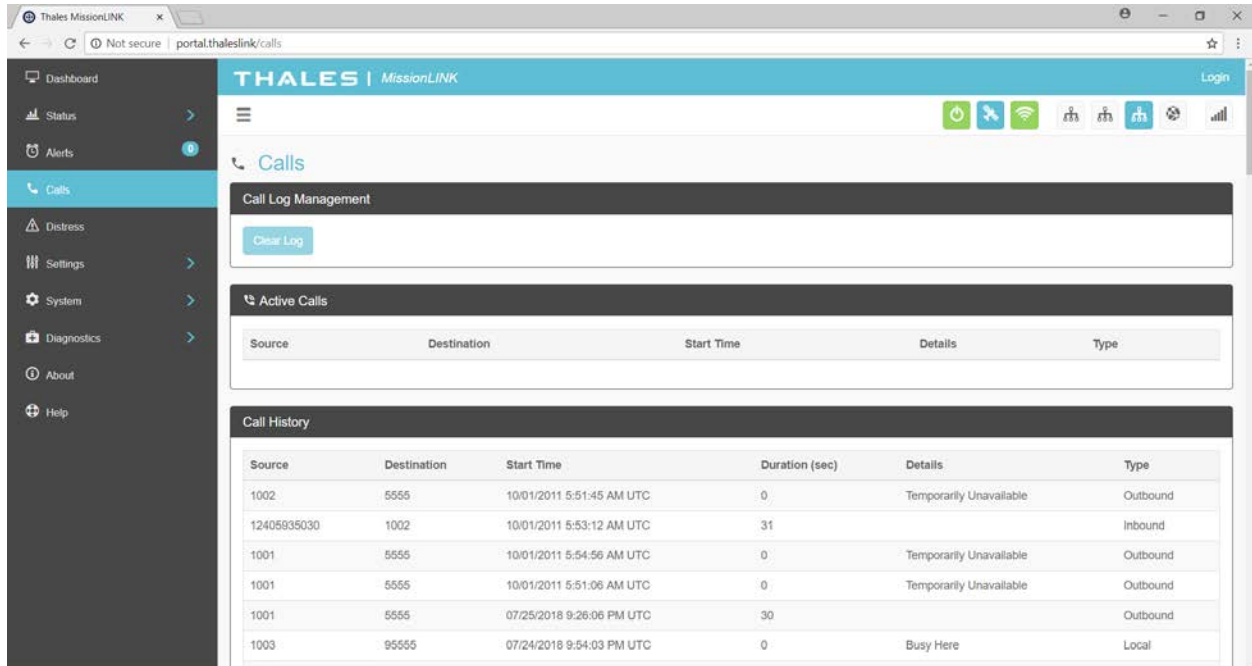 Thales MissionLINK
Not secure | portal.thaleslink/calls
Dashboard
Status
Alerts 0
Calls
Distress
Settings
System
Diagnostics
About
Help
THALES | MissionLINK Login
Calls
Call Log Management
Clear Log
Active Calls
Source Destination Start Time Details Type
Call History
Source Destination Start Time Duration (sec) Details Type
1002 5555 10/01/2011 5:51:45 AM UTC 0 Temporarily Unavailable Outbound
12405935030 1002 10/01/2011 5:53:12 AM UTC 31 Inbound
1001 5555 10/01/2011 5:54:56 AM UTC 0 Temporarily Unavailable Outbound
1001 5555 10/01/2011 5:51:06 AM UTC 0 Temporarily Unavailable Outbound
1001 5555 07/25/2018 9:26:06 PM UTC 30 Outbound
1003 95555 07/24/2018 9:54:03 PM UTC 0 Busy Here Local